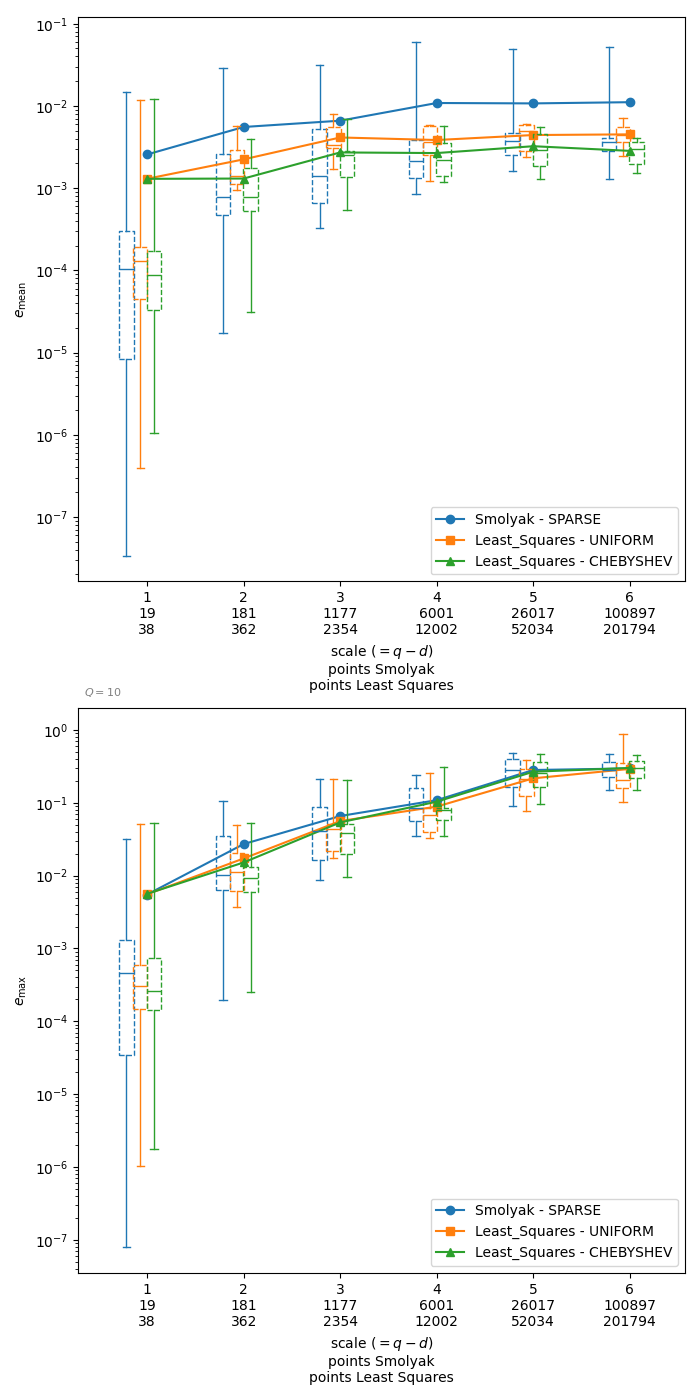 10⁻¹
10⁻²
10⁻³
10⁻⁴
10⁻⁵
10⁻⁶
10⁻⁷
e_mean
Smolyak - SPARSE
Least_Squares - UNIFORM
Least_Squares - CHEBYSHEV
1 2 3 4 5 6
19 181 1177 6001 26017 100897
38 362 2354 12002 52034 201794
scale (= q − d)
points Smolyak
points Least Squares
Q = 10
10⁰
10⁻¹
10⁻²
10⁻³
10⁻⁴
10⁻⁵
10⁻⁶
10⁻⁷
e_max
Smolyak - SPARSE
Least_Squares - UNIFORM
Least_Squares - CHEBYSHEV
1 2 3 4 5 6
19 181 1177 6001 26017 100897
38 362 2354 12002 52034 201794
scale (= q − d)
points Smolyak
points Least Squares